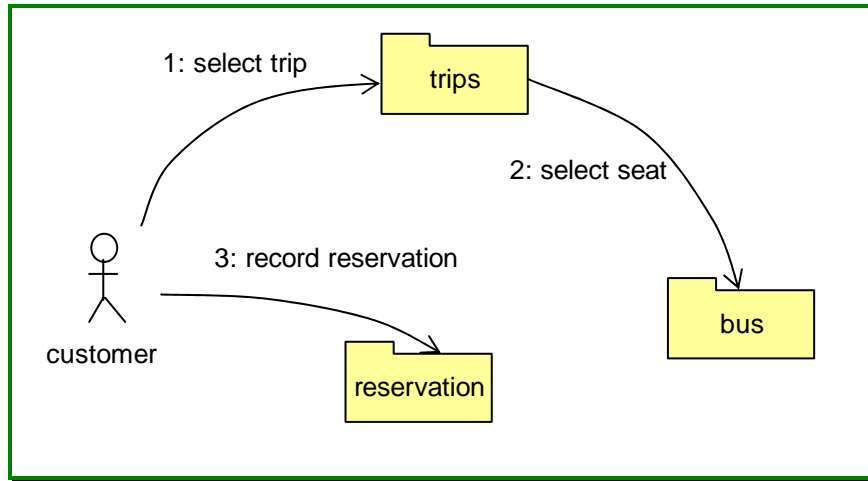 1: select trip
trips
2: select seat
3: record reservation
bus
customer
reservation